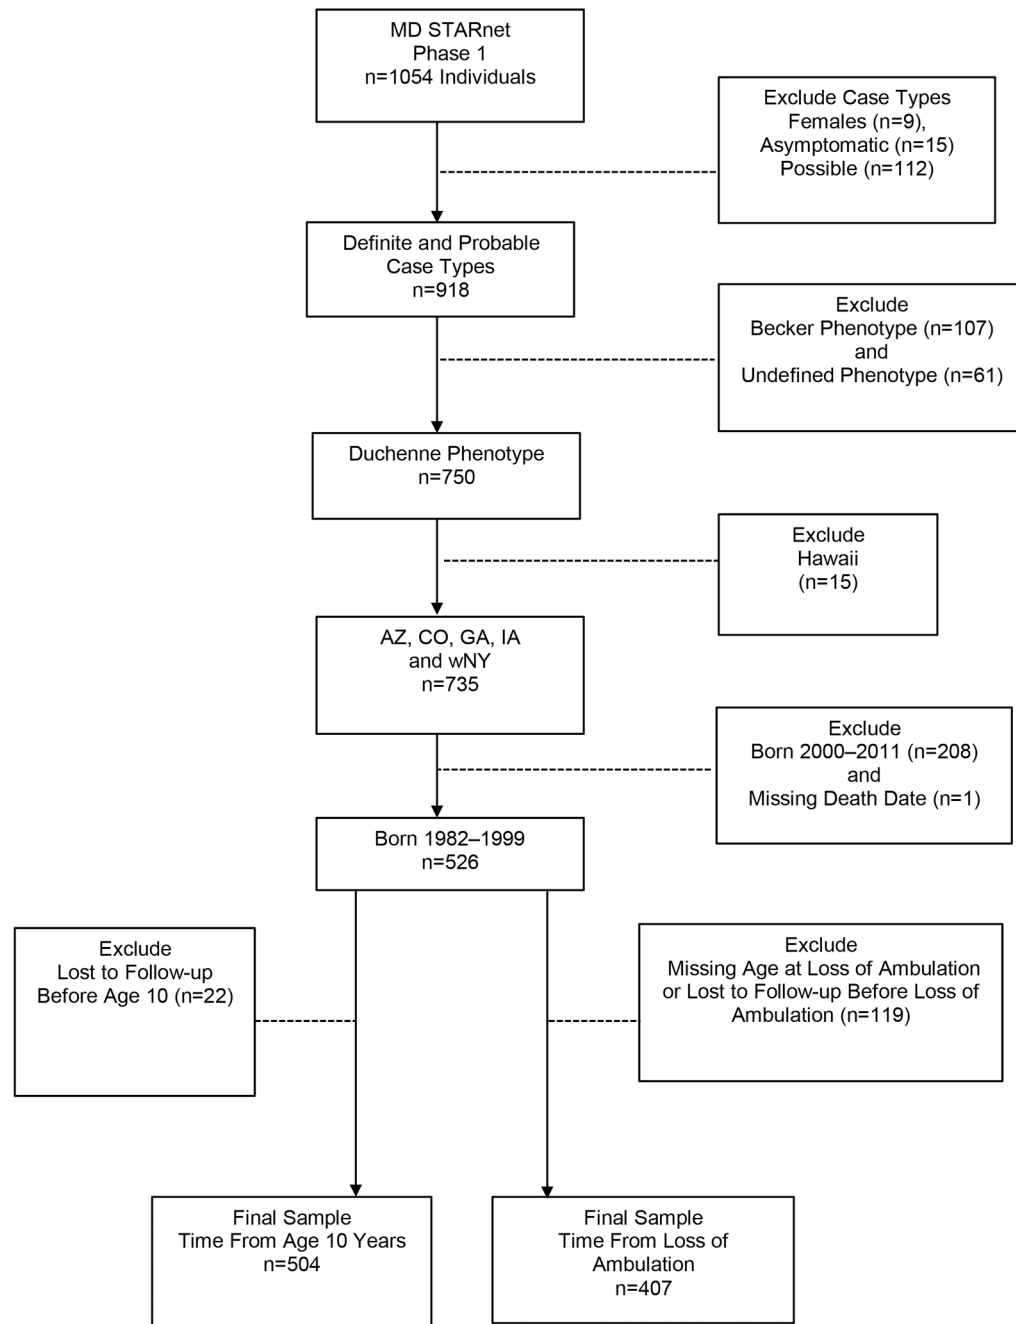 MD STARnet
Phase 1
n=1054 Individuals
Exclude Case Types
Females (n=9),
Asymptomatic (n=15)
Possible (n=112)
Definite and Probable
Case Types
n=918
Exclude
Becker Phenotype (n=107)
and
Undefined Phenotype (n=61)
Duchenne Phenotype
n=750
Exclude
Hawaii
(n=15)
AZ, CO, GA, IA
and wNY
n=735
Exclude
Born 2000–2011 (n=208)
and
Missing Death Date (n=1)
Born 1982–1999
n=526
Exclude
Lost to Follow-up
Before Age 10 (n=22)
Exclude
Missing Age at Loss of Ambulation
or Lost to Follow-up Before Loss of
Ambulation (n=119)
Final Sample
Time From Age 10 Years
n=504
Final Sample
Time From Loss of
Ambulation
n=407